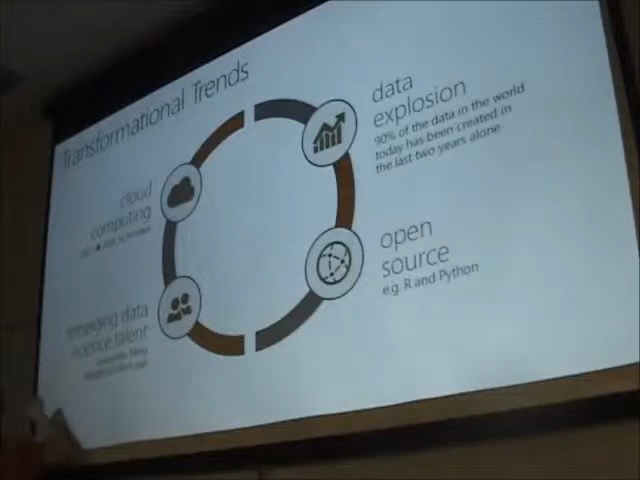 Transformational Trends
data
explosion
90% of the data in the world
today has been created in
the last two years alone
cloud
computing
open
source
e.g. R and Python
emerging data
science talent